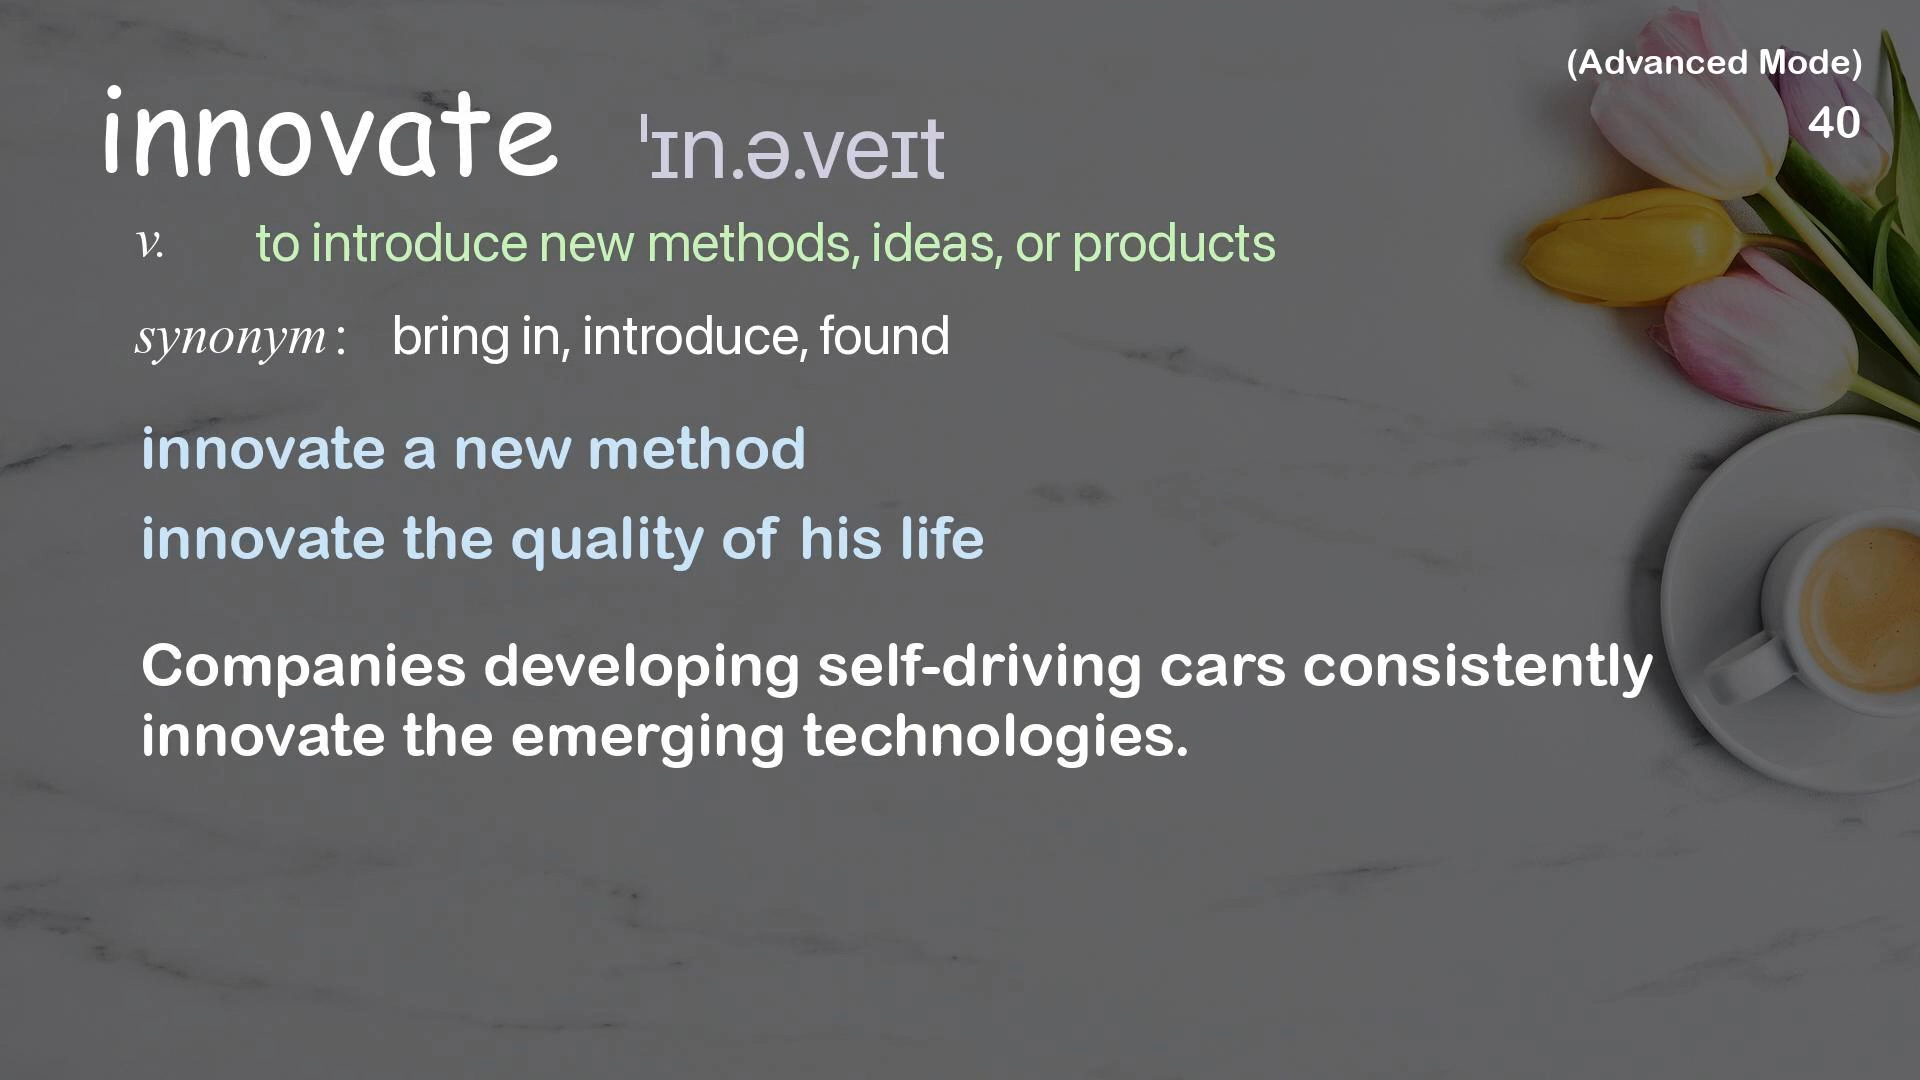 (Advanced Mode)
40
innovate ˈɪn.ə.veɪt
v. to introduce new methods, ideas, or products
synonym: bring in, introduce, found
innovate a new method
innovate the quality of his life
Companies developing self-driving cars consistently
innovate the emerging technologies.